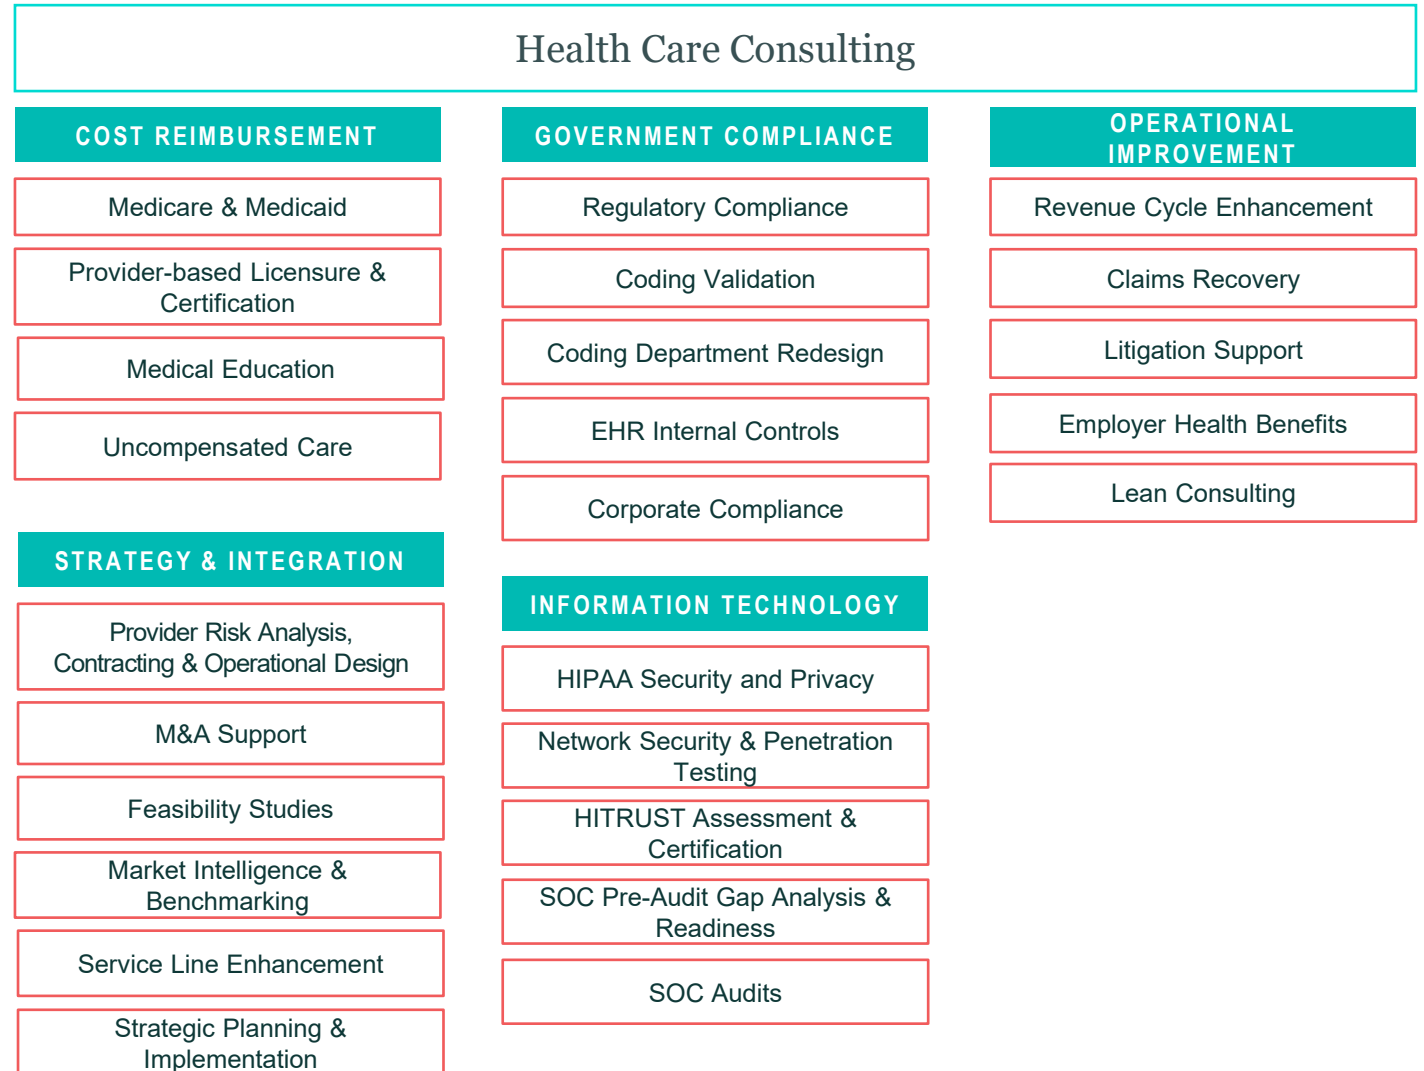 Health Care Consulting
COST REIMBURSEMENT
Medicare & Medicaid
Provider-based Licensure &
Certification
Medical Education
Uncompensated Care
STRATEGY & INTEGRATION
Provider Risk Analysis,
Contracting & Operational Design
M&A Support
Feasibility Studies
Market Intelligence &
Benchmarking
Service Line Enhancement
Strategic Planning &
Implementation
GOVERNMENT COMPLIANCE
Regulatory Compliance
Coding Validation
Coding Department Redesign
EHR Internal Controls
Corporate Compliance
INFORMATION TECHNOLOGY
HIPAA Security and Privacy
Network Security & Penetration
Testing
HITRUST Assessment &
Certification
SOC Pre-Audit Gap Analysis &
Readiness
SOC Audits
OPERATIONAL
IMPROVEMENT
Revenue Cycle Enhancement
Claims Recovery
Litigation Support
Employer Health Benefits
Lean Consulting